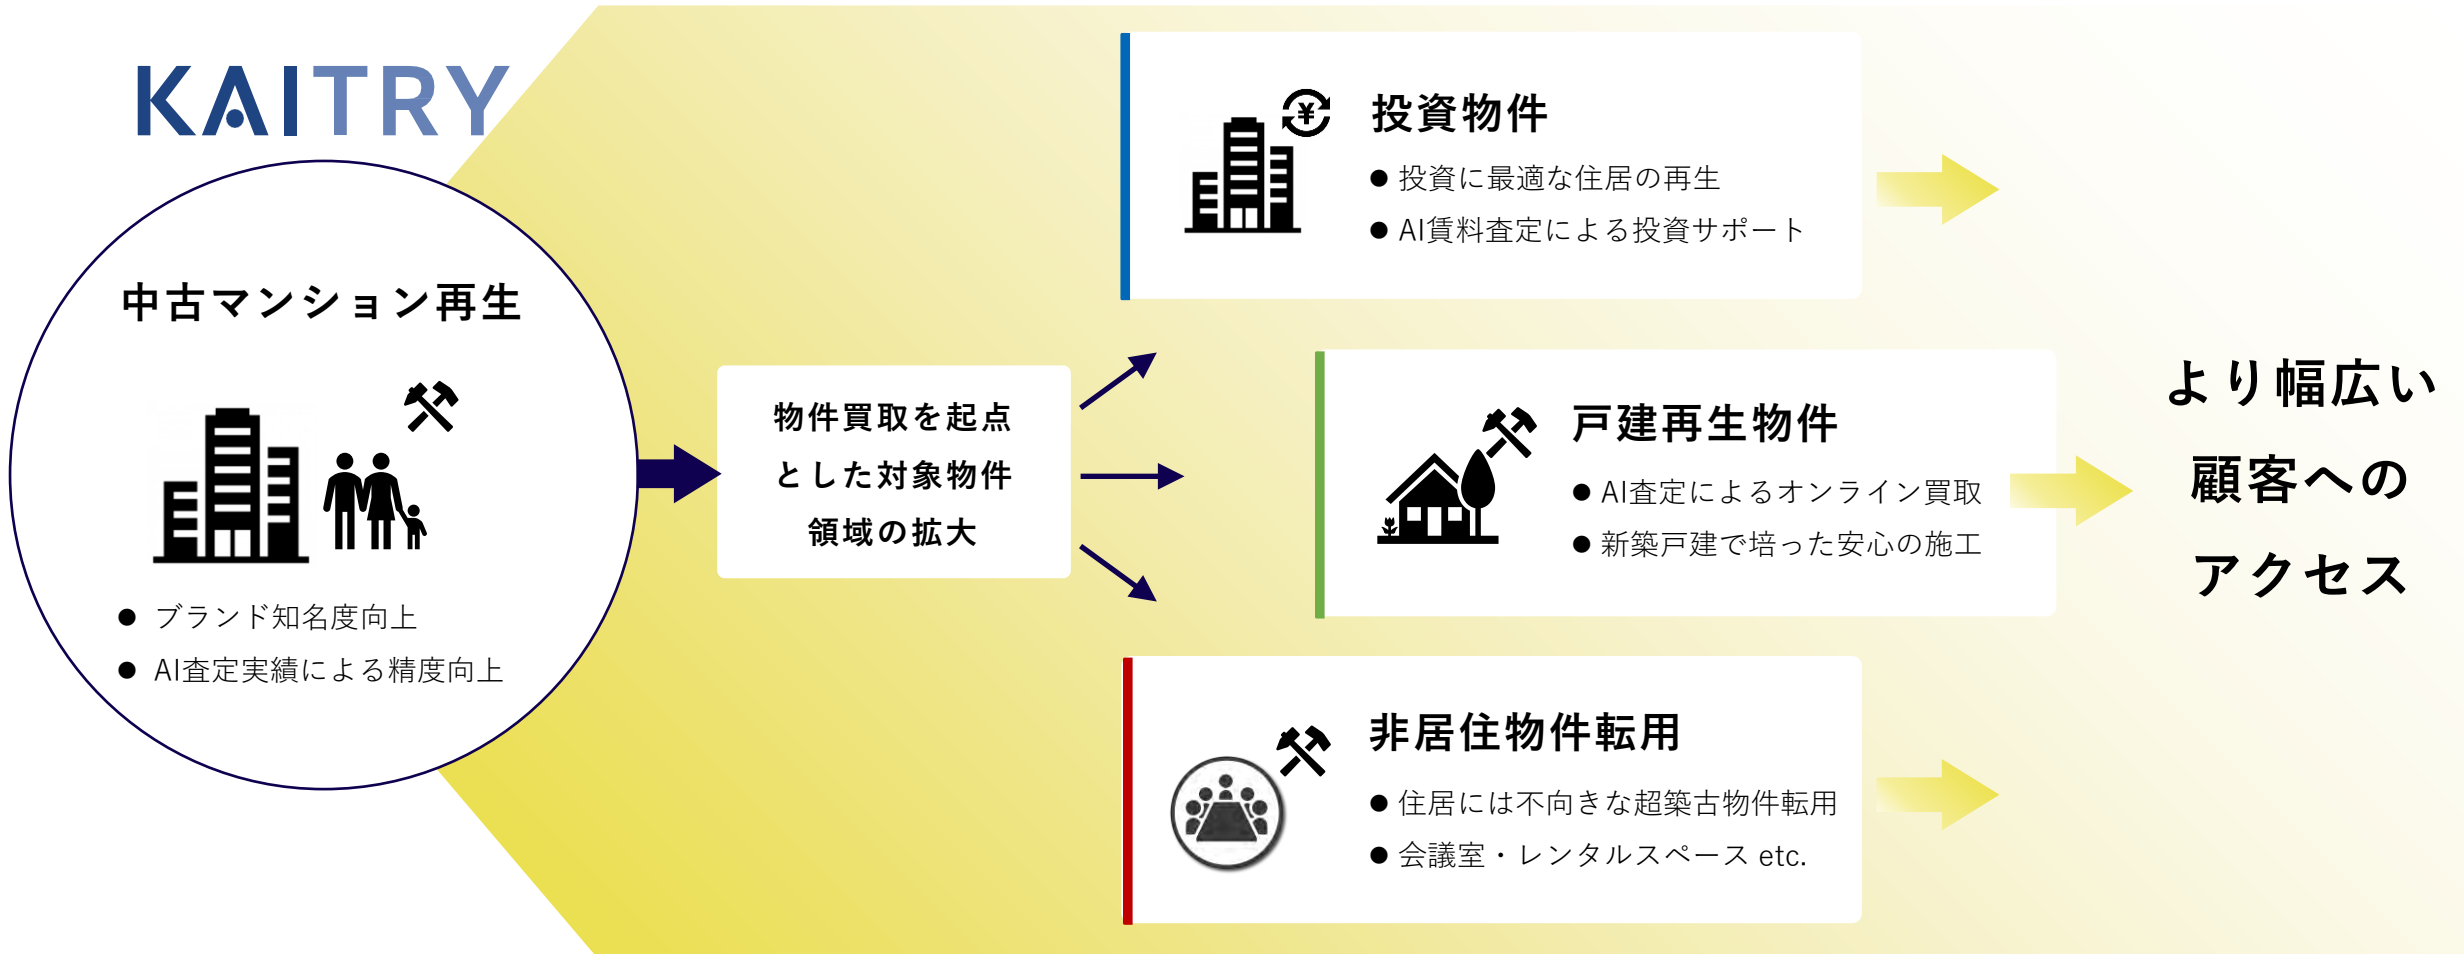 KAITRY
中古マンション再生
● ブランド知名度向上
● AI査定実績による精度向上
物件買取を起点
とした対象物件
領域の拡大
¥
投資物件
● 投資に最適な住居の再生
● AI賃料査定による投資サポート
戸建再生物件
● AI査定によるオンライン買取
● 新築戸建で培った安心の施工
非居住物件転用
● 住居には不向きな超築古物件転用
● 会議室・レンタルスペース etc.
より幅広い
顧客への
アクセス